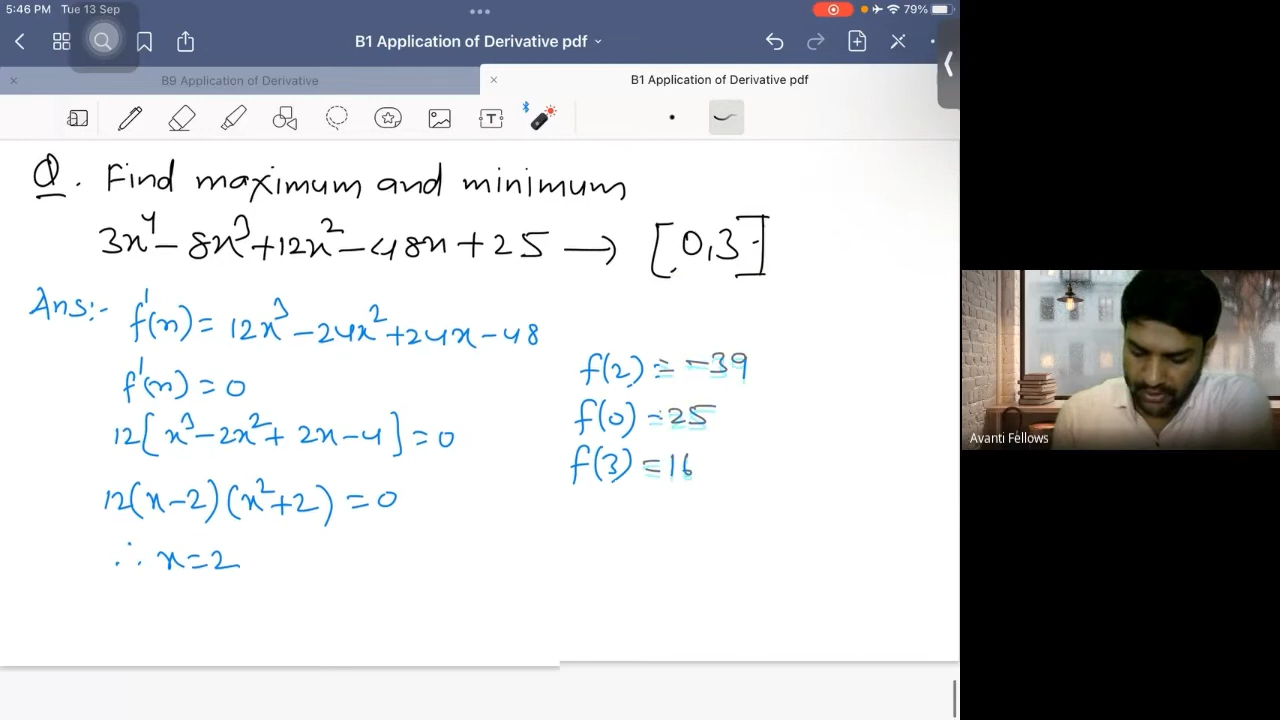 5:46 PM Tue 13 Sep
79%
B1 Application of Derivative pdf
B9 Application of Derivative
B1 Application of Derivative pdf
Q. Find maximum and minimum
3x⁴ – 8x³ + 12x² – 48x + 25 → [0,3]
Ans:- f'(x) = 12x³ – 24x² + 24x – 48
f'(x) = 0
12[x³ – 2x² + 2x – 4] = 0
12(x–2)(x²+2) = 0
∴ x = 2
f(2) = –39
f(0) = 25
f(3) = 16
Avanti Fellows